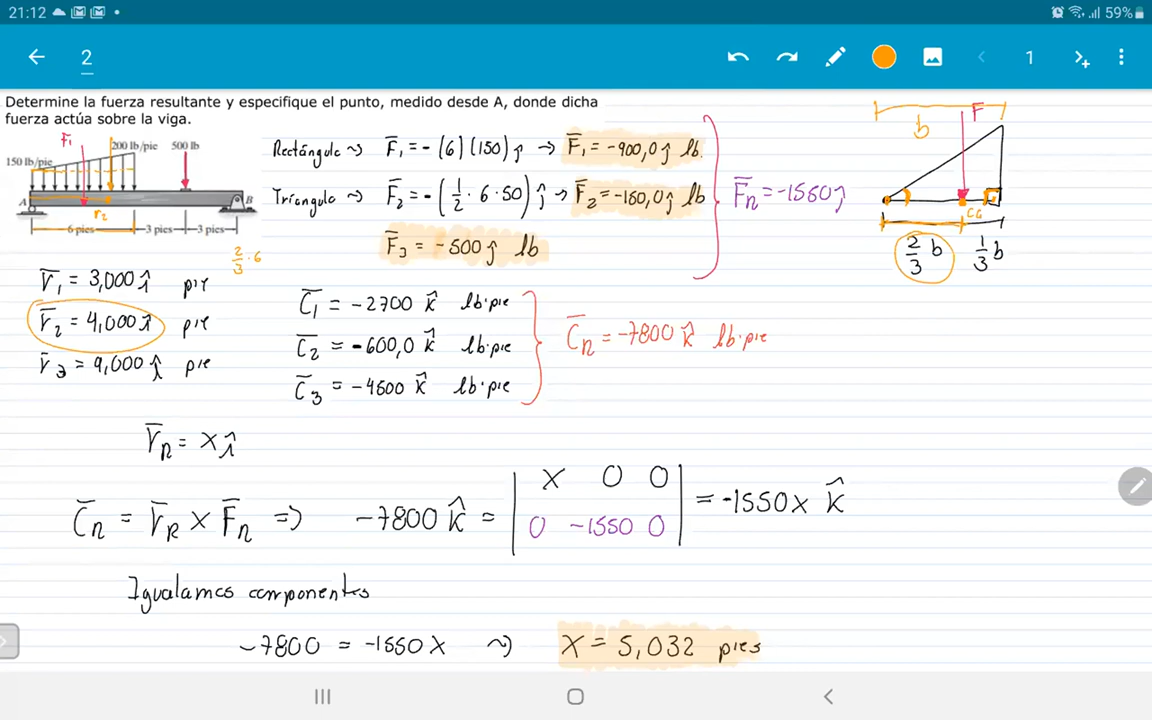 21:12
59%
2
1
Determine la fuerza resultante y especifique el punto, medido desde A, donde dicha
fuerza actúa sobre la viga.
F₁
200 lb/pie 500 lb
150 lb/pie
A
B
r₂
6 pies 3 pies 3 pies
2/3 · 6
Rectángulo ~> F̄₁ = - (6)(150) ĵ → F̄₁ = -900,0 ĵ lb.
Triángulo ~> F̄₂ = - (1/2 · 6 · 50) ĵ → F̄₂ = -150,0 ĵ lb
F̄₃ = -500 ĵ lb
F̄R = -1550 ĵ
b
F
CG
2/3 b 1/3 b
r̄₁ = 3,000 î pie
r̄₂ = 4,000 î pie
r̄₃ = 9,000 î pie
C̄₁ = -2700 k̂ lb·pie
C̄₂ = -600,0 k̂ lb·pie
C̄₃ = -4500 k̂ lb·pie
C̄R = -7800 k̂ lb·pie
r̄R = x î
C̄R = r̄R × F̄R => -7800 k̂ = | x 0 0 | = -1550x k̂
| 0 -1550 0 |
Igualamos componentes
-7800 = -1550 x ~> x = 5,032 pies